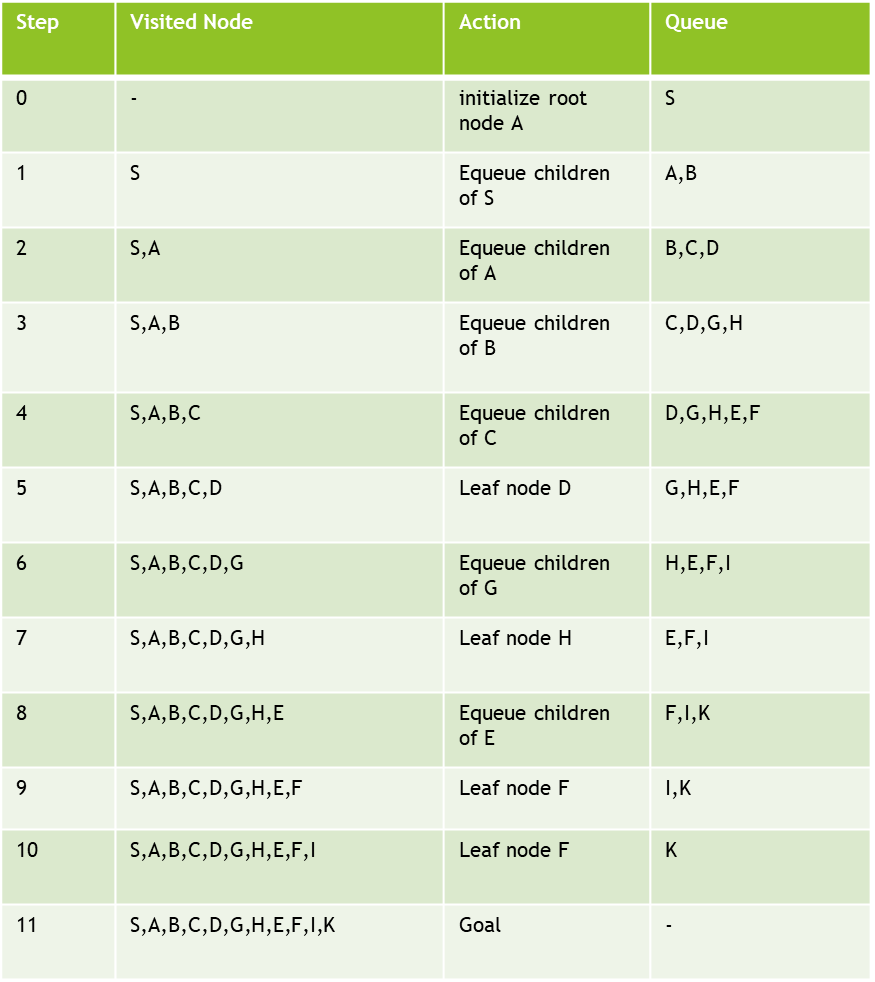 Step Visited Node Action Queue
0 - initialize root S
node A
1 S Equeue children A,B
of S
2 S,A Equeue children B,C,D
of A
3 S,A,B Equeue children C,D,G,H
of B
4 S,A,B,C Equeue children D,G,H,E,F
of C
5 S,A,B,C,D Leaf node D G,H,E,F
6 S,A,B,C,D,G Equeue children H,E,F,I
of G
7 S,A,B,C,D,G,H Leaf node H E,F,I
8 S,A,B,C,D,G,H,E Equeue children F,I,K
of E
9 S,A,B,C,D,G,H,E,F Leaf node F I,K
10 S,A,B,C,D,G,H,E,F,I Leaf node F K
11 S,A,B,C,D,G,H,E,F,I,K Goal -